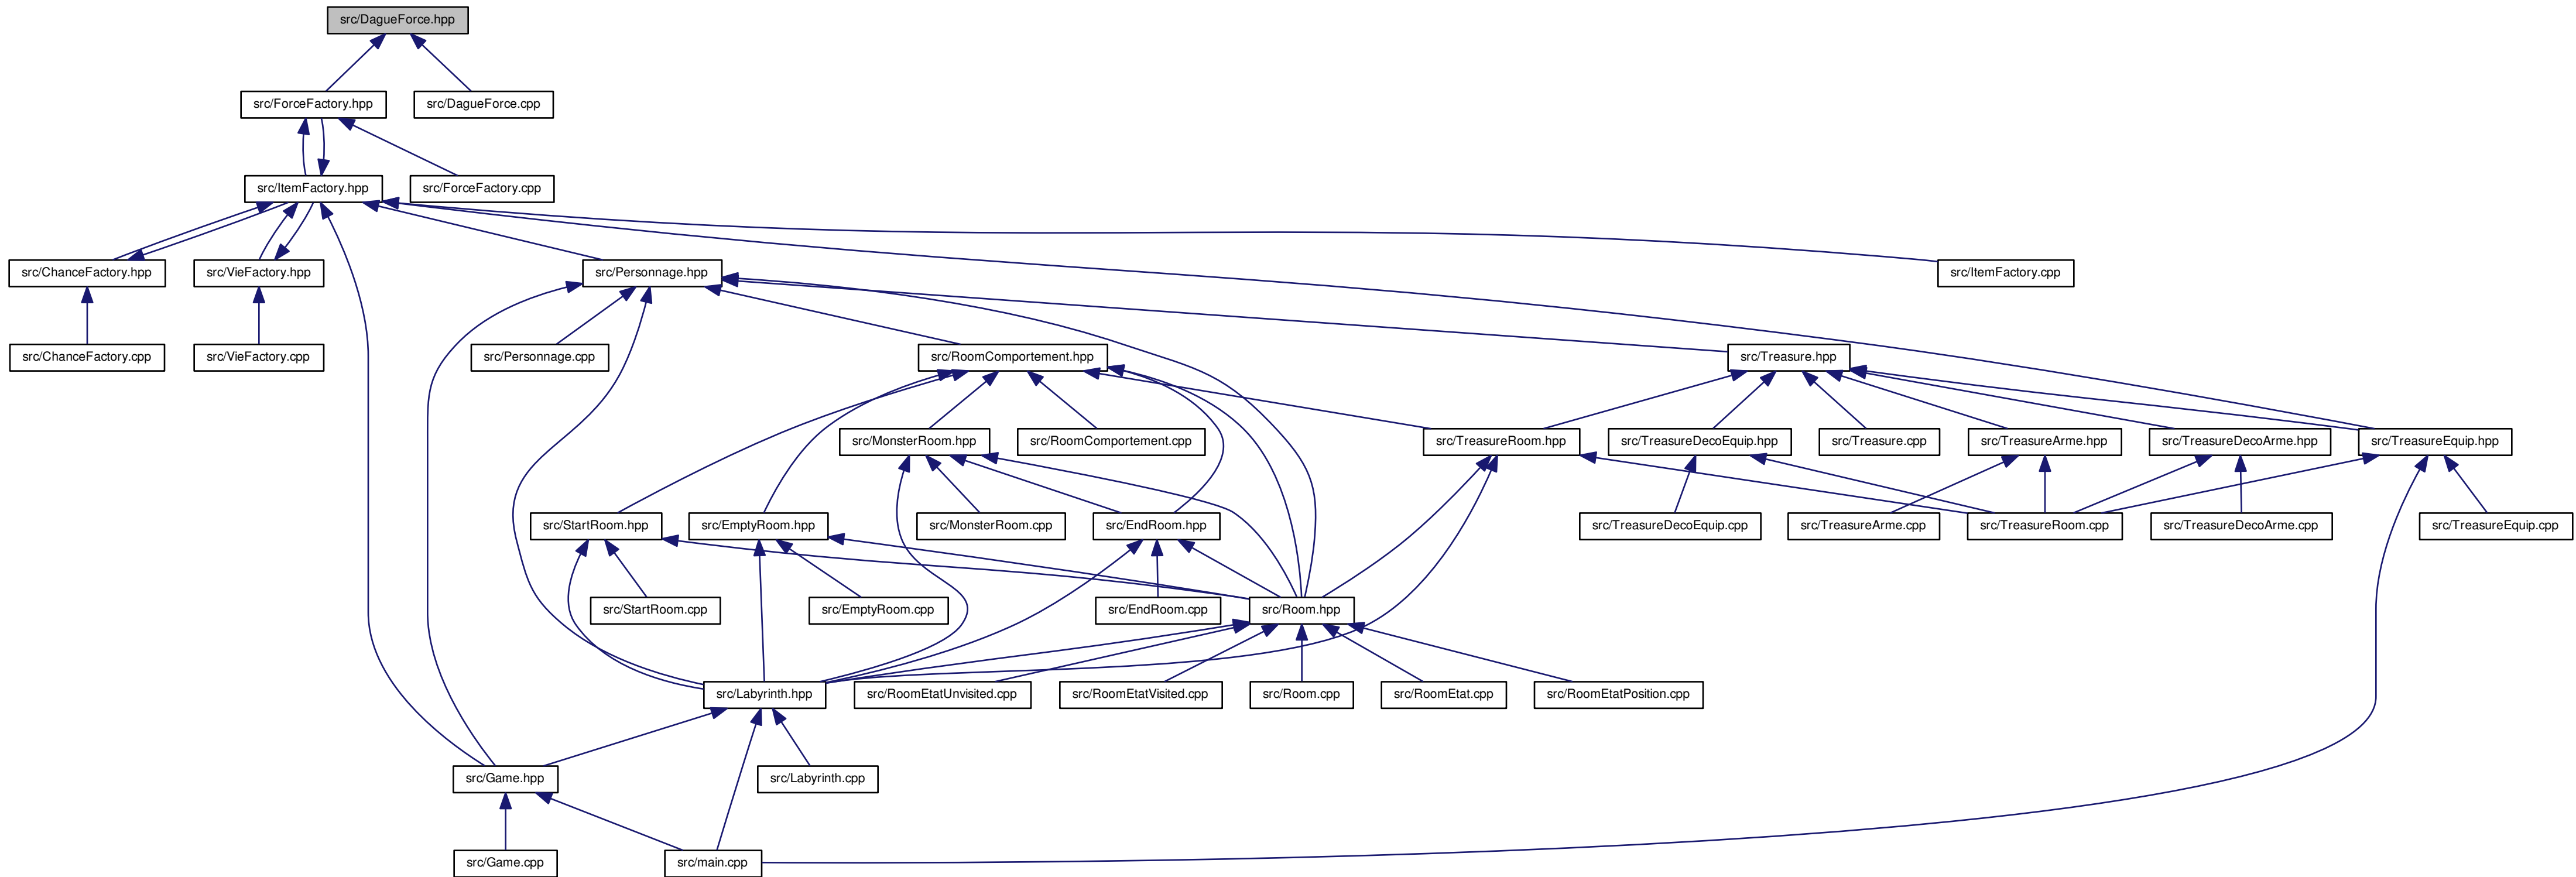 src/DagueForce.hpp
src/ForceFactory.hpp
src/DagueForce.cpp
src/ItemFactory.hpp
src/ForceFactory.cpp
src/ChanceFactory.hpp
src/VieFactory.hpp
src/Personnage.hpp
src/ItemFactory.cpp
src/ChanceFactory.cpp
src/VieFactory.cpp
src/Personnage.cpp
src/RoomComportement.hpp
src/Treasure.hpp
src/MonsterRoom.hpp
src/RoomComportement.cpp
src/TreasureRoom.hpp
src/TreasureDecoEquip.hpp
src/Treasure.cpp
src/TreasureArme.hpp
src/TreasureDecoArme.hpp
src/TreasureEquip.hpp
src/StartRoom.hpp
src/EmptyRoom.hpp
src/MonsterRoom.cpp
src/EndRoom.hpp
src/TreasureDecoEquip.cpp
src/TreasureArme.cpp
src/TreasureRoom.cpp
src/TreasureDecoArme.cpp
src/TreasureEquip.cpp
src/StartRoom.cpp
src/EmptyRoom.cpp
src/EndRoom.cpp
src/Room.hpp
src/Labyrinth.hpp
src/RoomEtatUnvisited.cpp
src/RoomEtatVisited.cpp
src/Room.cpp
src/RoomEtat.cpp
src/RoomEtatPosition.cpp
src/Game.hpp
src/Labyrinth.cpp
src/Game.cpp
src/main.cpp